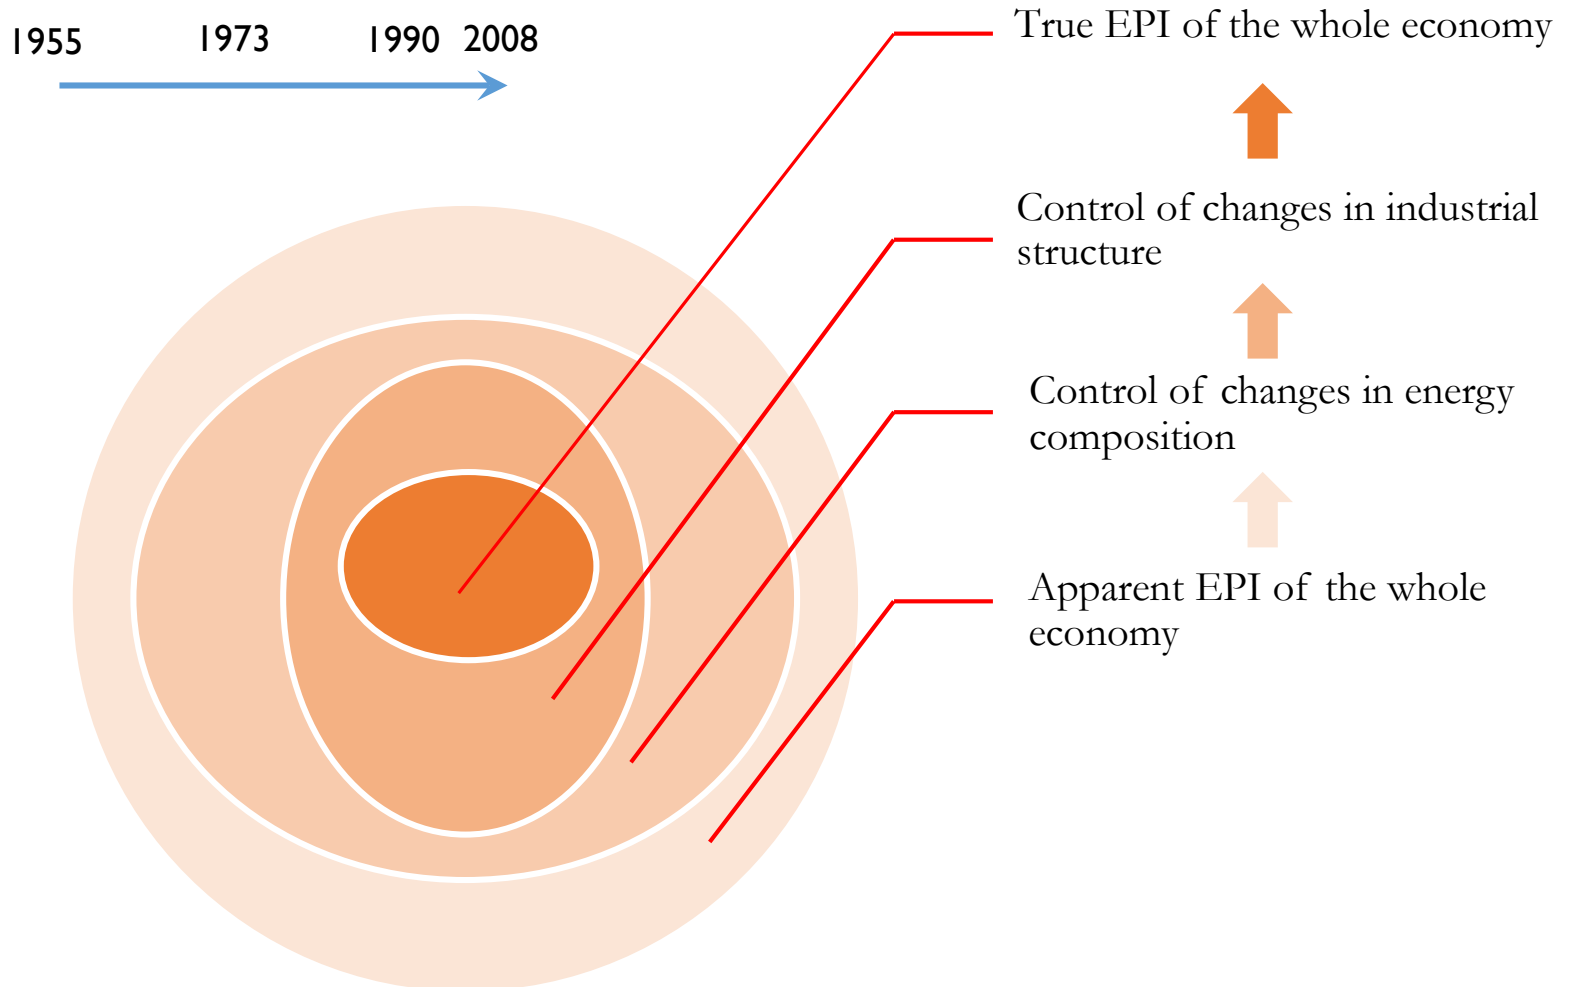 1955 1973 1990 2008
True EPI of the whole economy
Control of changes in industrial
structure
Control of changes in energy
composition
Apparent EPI of the whole
economy